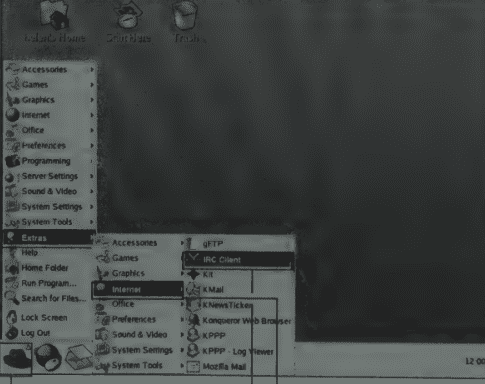 Start Here
Trash
Accessories
Games
Graphics
Internet
Office
Preferences
Programming
Server Settings
Sound & Video
System Settings
System Tools
Extras
Help
Home Folder
Run Program...
Search for Files...
Lock Screen
Log Out
Accessories
Games
Graphics
Internet
Office
Preferences
Sound & Video
System Settings
System Tools
gFTP
IRC Client
Kit
KMail
KNewsTicker
Konqueror Web Browser
KPPP
KPPP - Log Viewer
Mozilla Mail